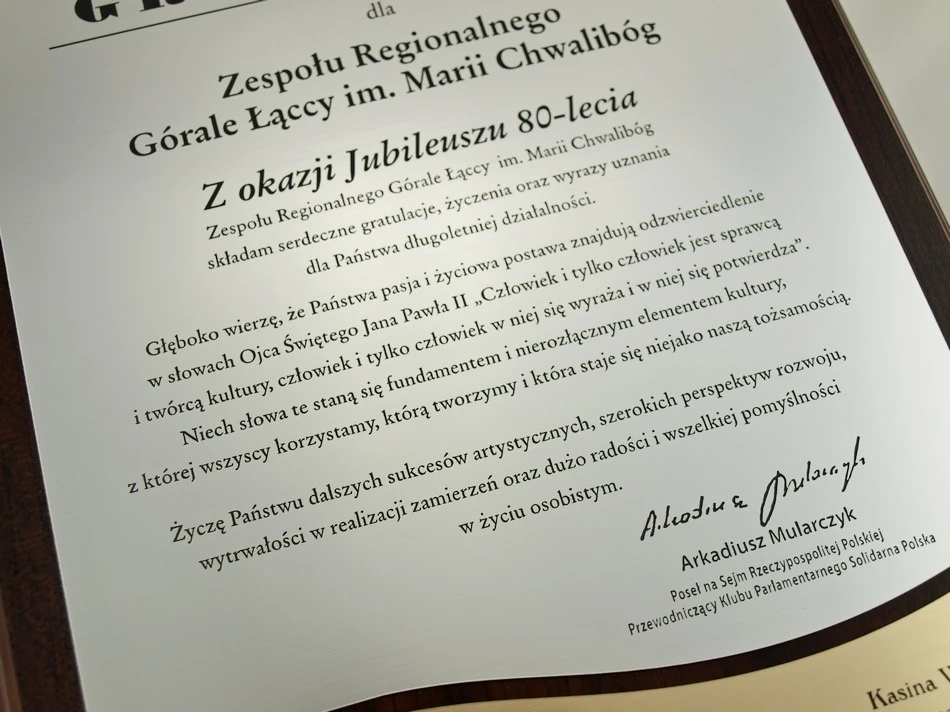 dla
Zespołu Regionalnego
Górale Łąccy im. Marii Chwalibóg
Z okazji Jubileuszu 80-lecia
Zespołu Regionalnego Górale Łąccy im. Marii Chwalibóg
składam serdeczne gratulacje, życzenia oraz wyrazy uznania
dla Państwa długoletniej działalności.
Głęboko wierzę, że Państwa pasja i życiowa postawa znajdują odzwierciedlenie
w słowach Ojca Świętego Jana Pawła II „Człowiek i tylko człowiek jest sprawcą
i twórcą kultury, człowiek i tylko człowiek w niej się wyraża i w niej się potwierdza”.
Niech słowa te staną się fundamentem i nierozłącznym elementem kultury,
z której wszyscy korzystamy, którą tworzymy i która staje się niejako naszą tożsamością.
Życzę Państwu dalszych sukcesów artystycznych, szerokich perspektyw rozwoju,
wytrwałości w realizacji zamierzeń oraz dużo radości i wszelkiej pomyślności
w życiu osobistym.
Arkadiusz Mularczyk
Arkadiusz Mularczyk
Poseł na Sejm Rzeczypospolitej Polskiej
Przewodniczący Klubu Parlamentarnego Solidarna Polska
Kasina